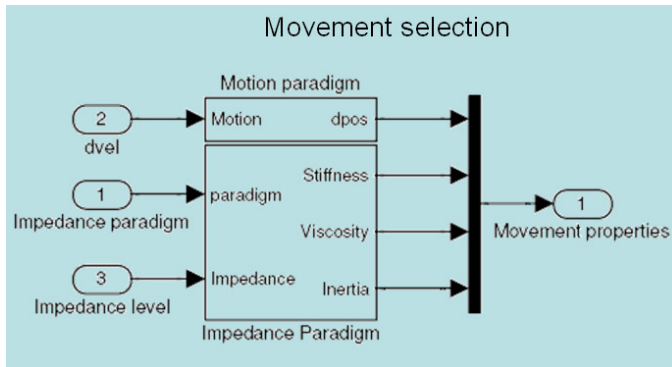 Movement selection
Motion paradigm
2
dvel
Motion
dpos
1
Impedance paradigm
paradigm
Stiffness
Viscosity
3
Impedance level
Impedance
Inertia
Impedance Paradigm
1
Movement properties